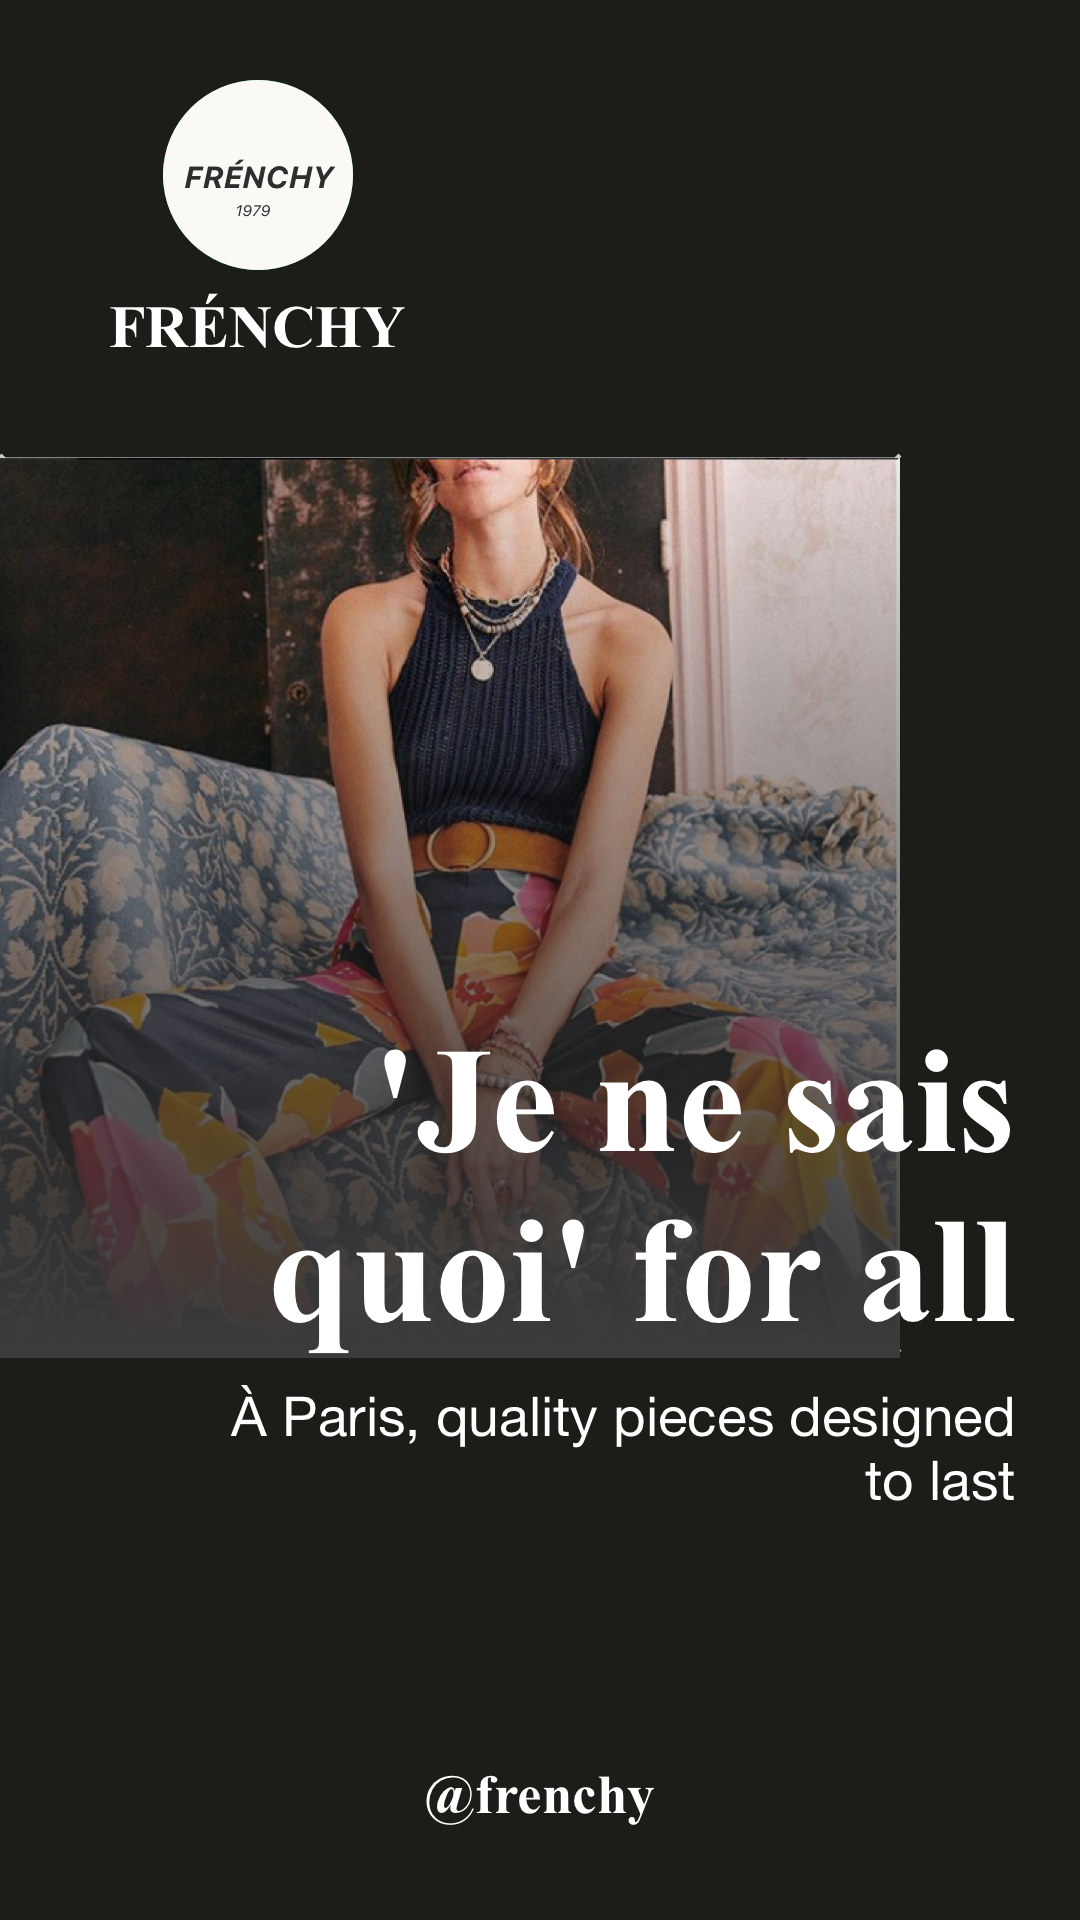 FRÉNCHY
1979
FRÉNCHY
'Je ne sais
quoi' for all
À Paris, quality pieces designed
to last
@frenchy